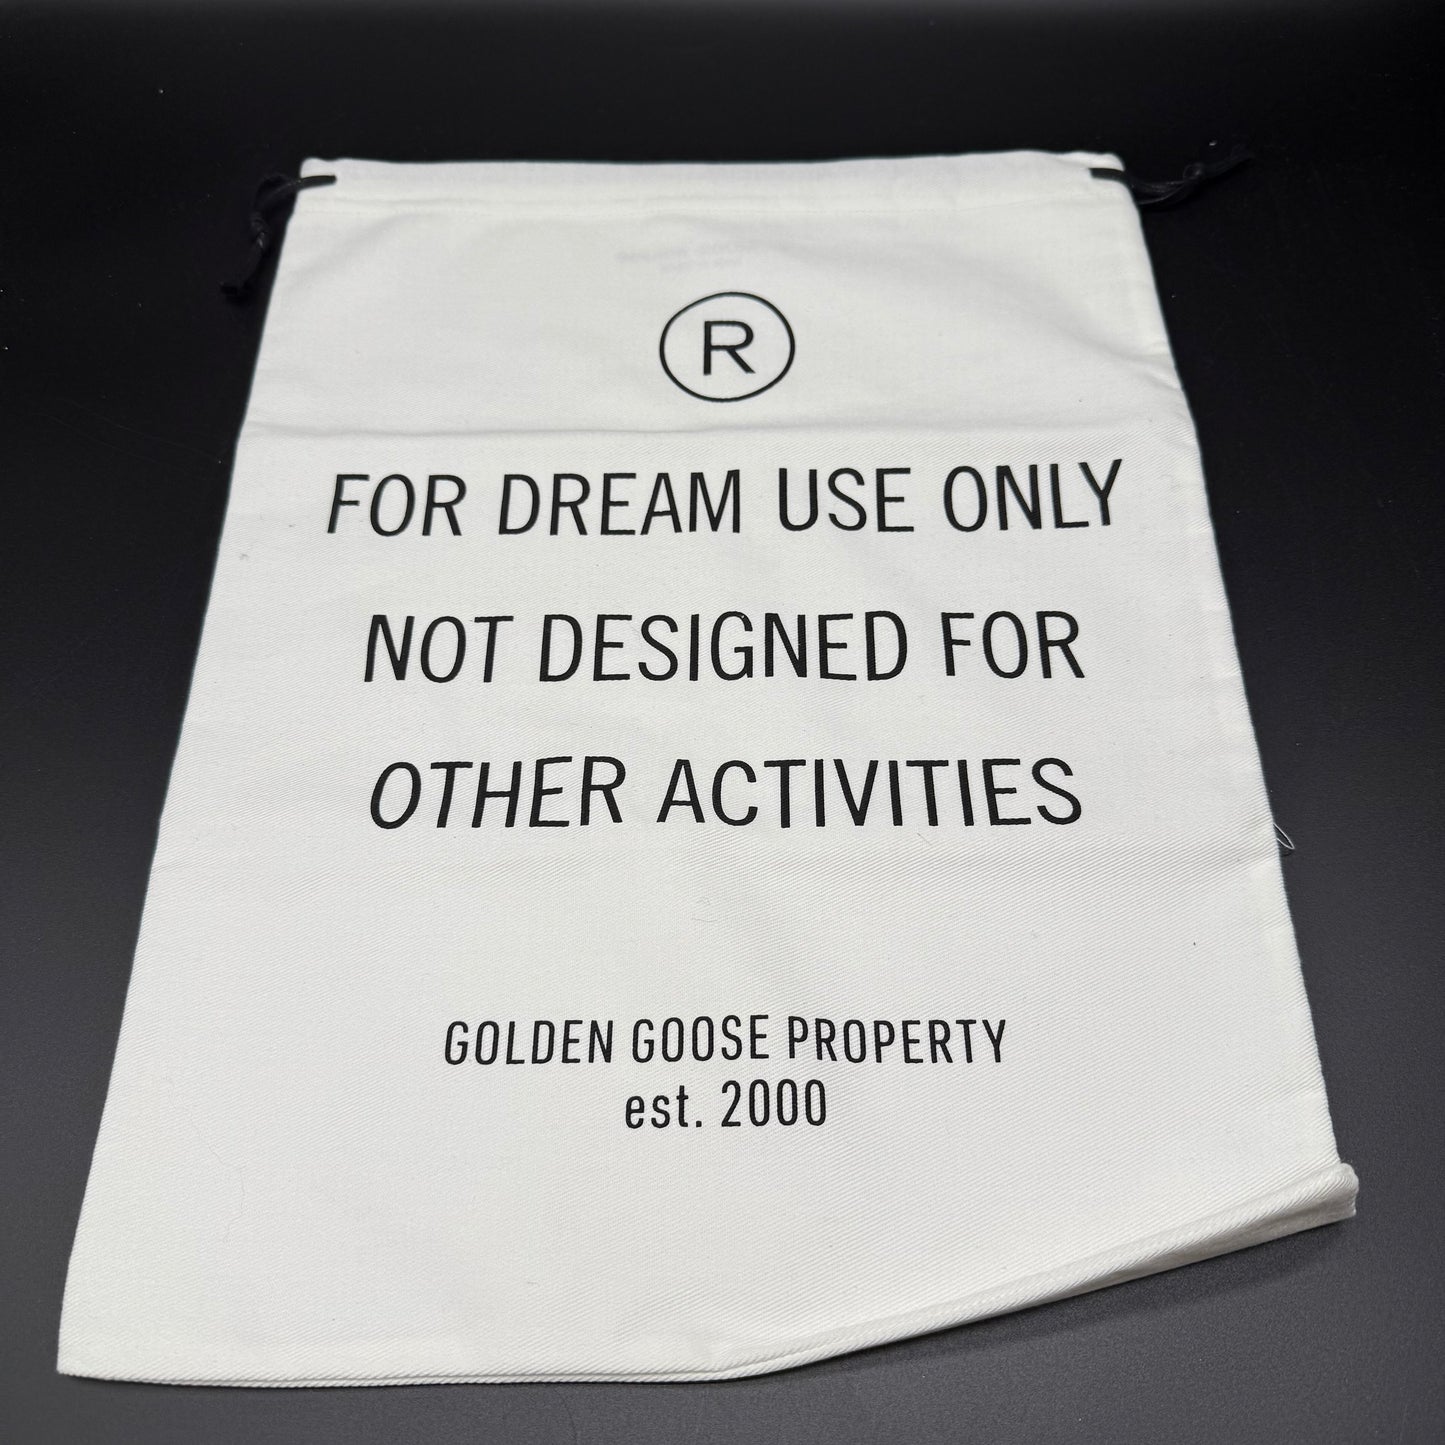 ®
FOR DREAM USE ONLY
NOT DESIGNED FOR
OTHER ACTIVITIES
GOLDEN GOOSE PROPERTY
est. 2000